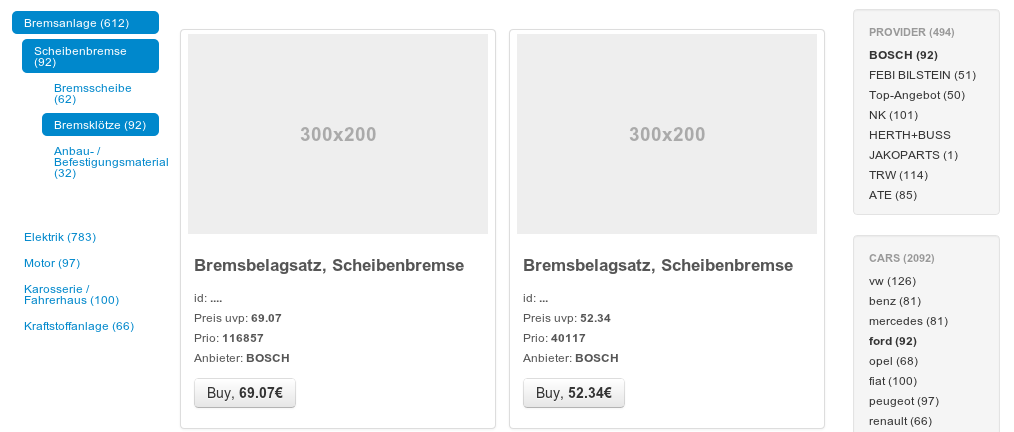 Bremsanlage (612)
Scheibenbremse
(92)
Bremsscheibe
(62)
Bremsklötze (92)
Anbau- /
Befestigungsmaterial
(32)
Elektrik (783)
Motor (97)
Karosserie /
Fahrerhaus (100)
Kraftstoffanlage (66)
300x200
Bremsbelagsatz, Scheibenbremse
id: ....
Preis uvp: 69.07
Prio: 116857
Anbieter: BOSCH
Buy, 69.07€
300x200
Bremsbelagsatz, Scheibenbremse
id: ...
Preis uvp: 52.34
Prio: 40117
Anbieter: BOSCH
Buy, 52.34€
PROVIDER (494)
BOSCH (92)
FEBI BILSTEIN (51)
Top-Angebot (50)
NK (101)
HERTH+BUSS
JAKOPARTS (1)
TRW (114)
ATE (85)
CARS (2092)
vw (126)
benz (81)
mercedes (81)
ford (92)
opel (68)
fiat (100)
peugeot (97)
renault (66)